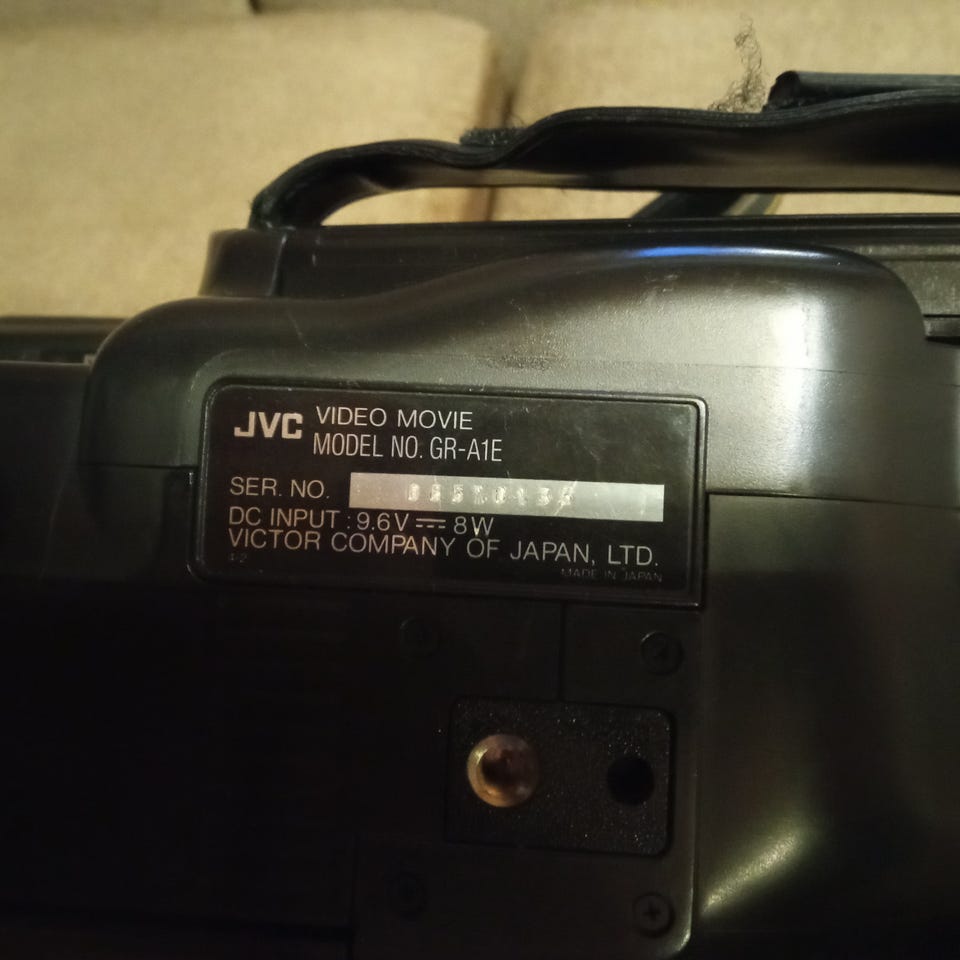 JVC VIDEO MOVIE
MODEL NO. GR-A1E
SER. NO.
DC INPUT : 9.6V ⎓ 8W
VICTOR COMPANY OF JAPAN, LTD.
MADE IN JAPAN